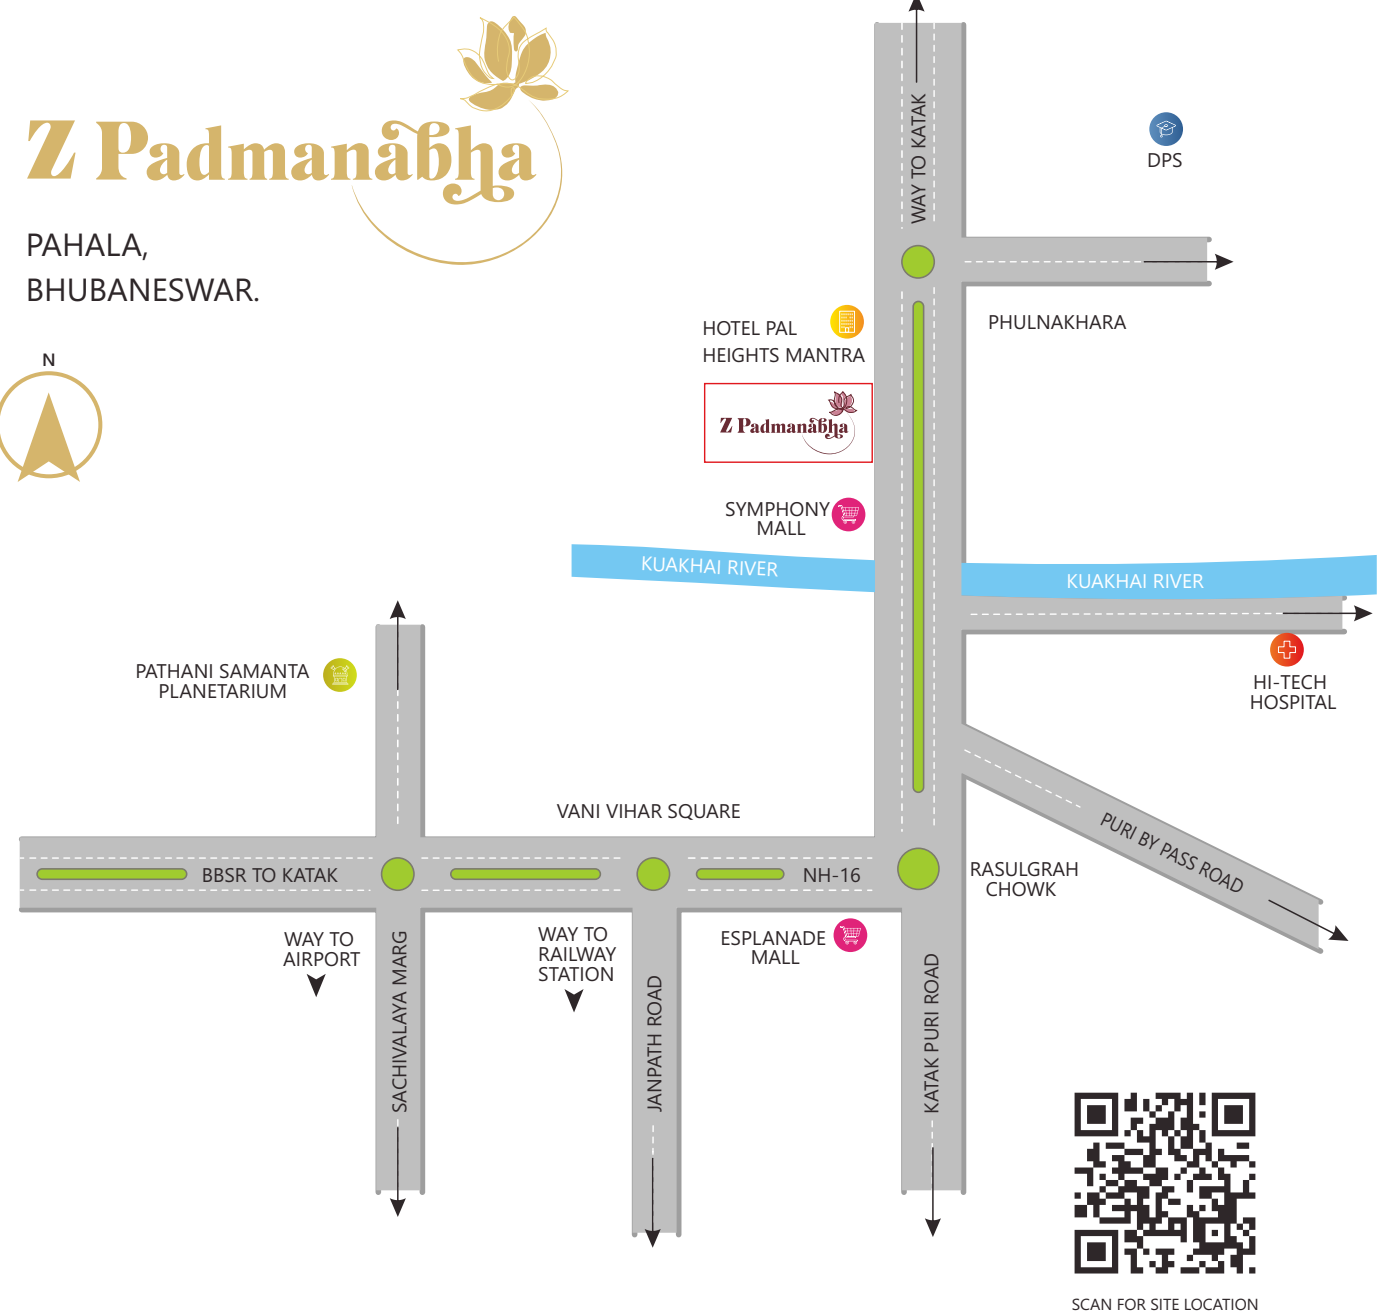 Z Padmanabha
PAHALA,
BHUBANESWAR.
N
WAY TO KATAK
DPS
PHULNAKHARA
HOTEL PAL
HEIGHTS MANTRA
Z Padmanabha
SYMPHONY
MALL
KUAKHAI RIVER
KUAKHAI RIVER
HI-TECH
HOSPITAL
PATHANI SAMANTA
PLANETARIUM
VANI VIHAR SQUARE
PURI BY PASS ROAD
BBSR TO KATAK
NH-16
RASULGRAH
CHOWK
WAY TO
AIRPORT
SACHIVALAYA MARG
WAY TO
RAILWAY
STATION
JANPATH ROAD
ESPLANADE
MALL
KATAK PURI ROAD
SCAN FOR SITE LOCATION